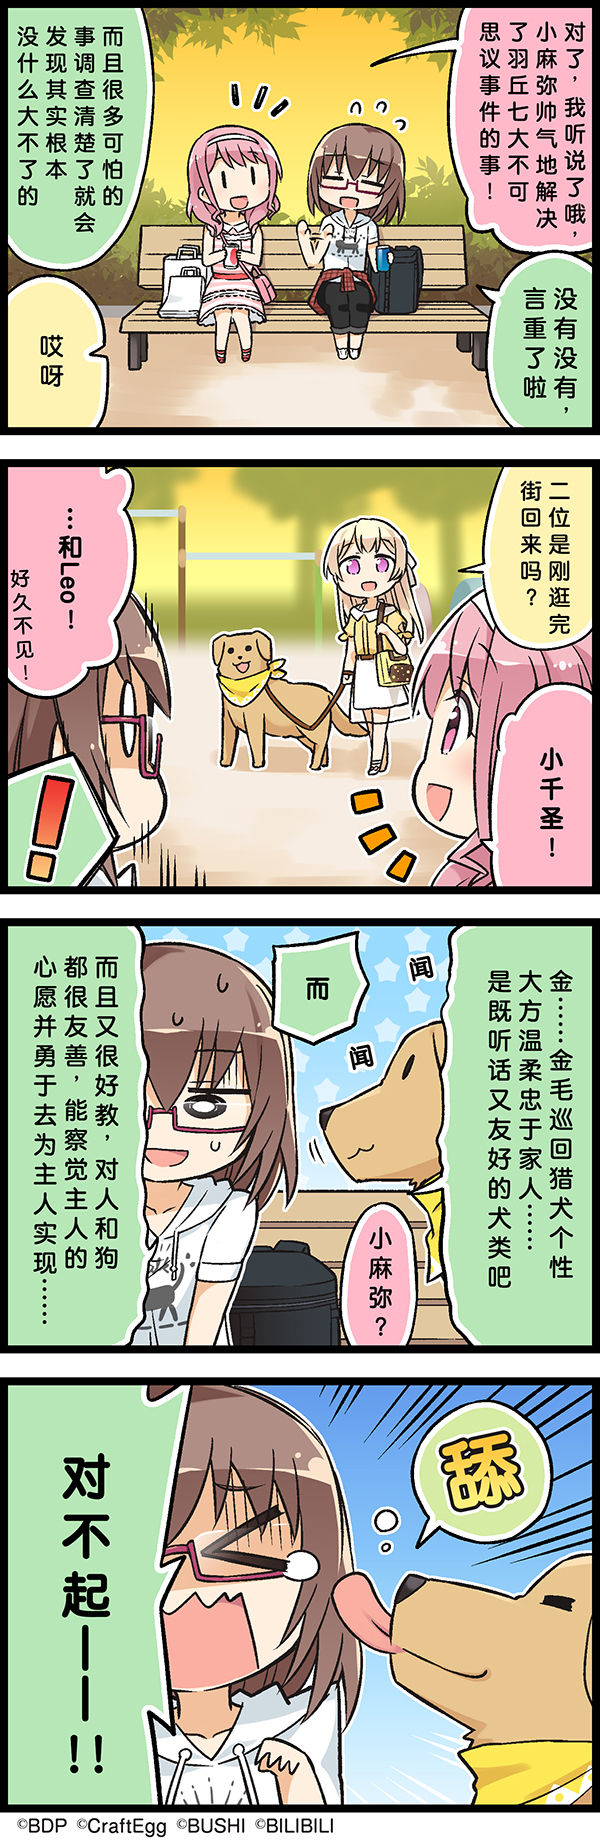 对了，我听说了哦，
小麻弥帅气地解决
了羽丘七大不可
思议事件的事！
没有没有，
言重了啦
而且很多可怕的
事调查清楚了就会
发现其实根本
没什么大不了的
哎呀
二位是刚逛完
街回来吗？
小千圣！
…和Leo！
好久不见！
金……金毛巡回猎犬个性
大方温柔忠于家人……
是既听话又友好的犬类吧
闻
闻
而
小麻弥？
而且又很好教，对人和狗
都很友善，能察觉主人的
心愿并勇于去为主人实现……
舔
对不起——！！
©BDP ©CraftEgg ©BUSHI ©BILIBILI